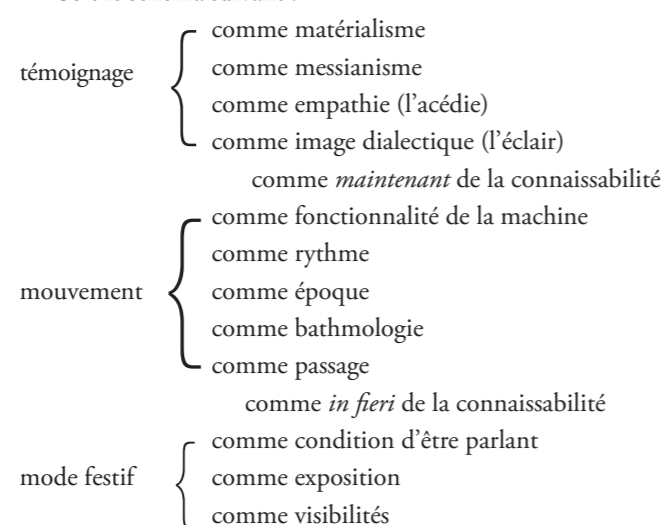 comme matérialisme
témoignage
comme messianisme
comme empathie (l’acédie)
comme image dialectique (l’éclair)
comme maintenant de la connaissabilité
comme fonctionnalité de la machine
comme rythme
mouvement
comme époque
comme bathmologie
comme passage
comme in fieri de la connaissabilité
comme condition d’être parlant
mode festif
comme exposition
comme visibilités